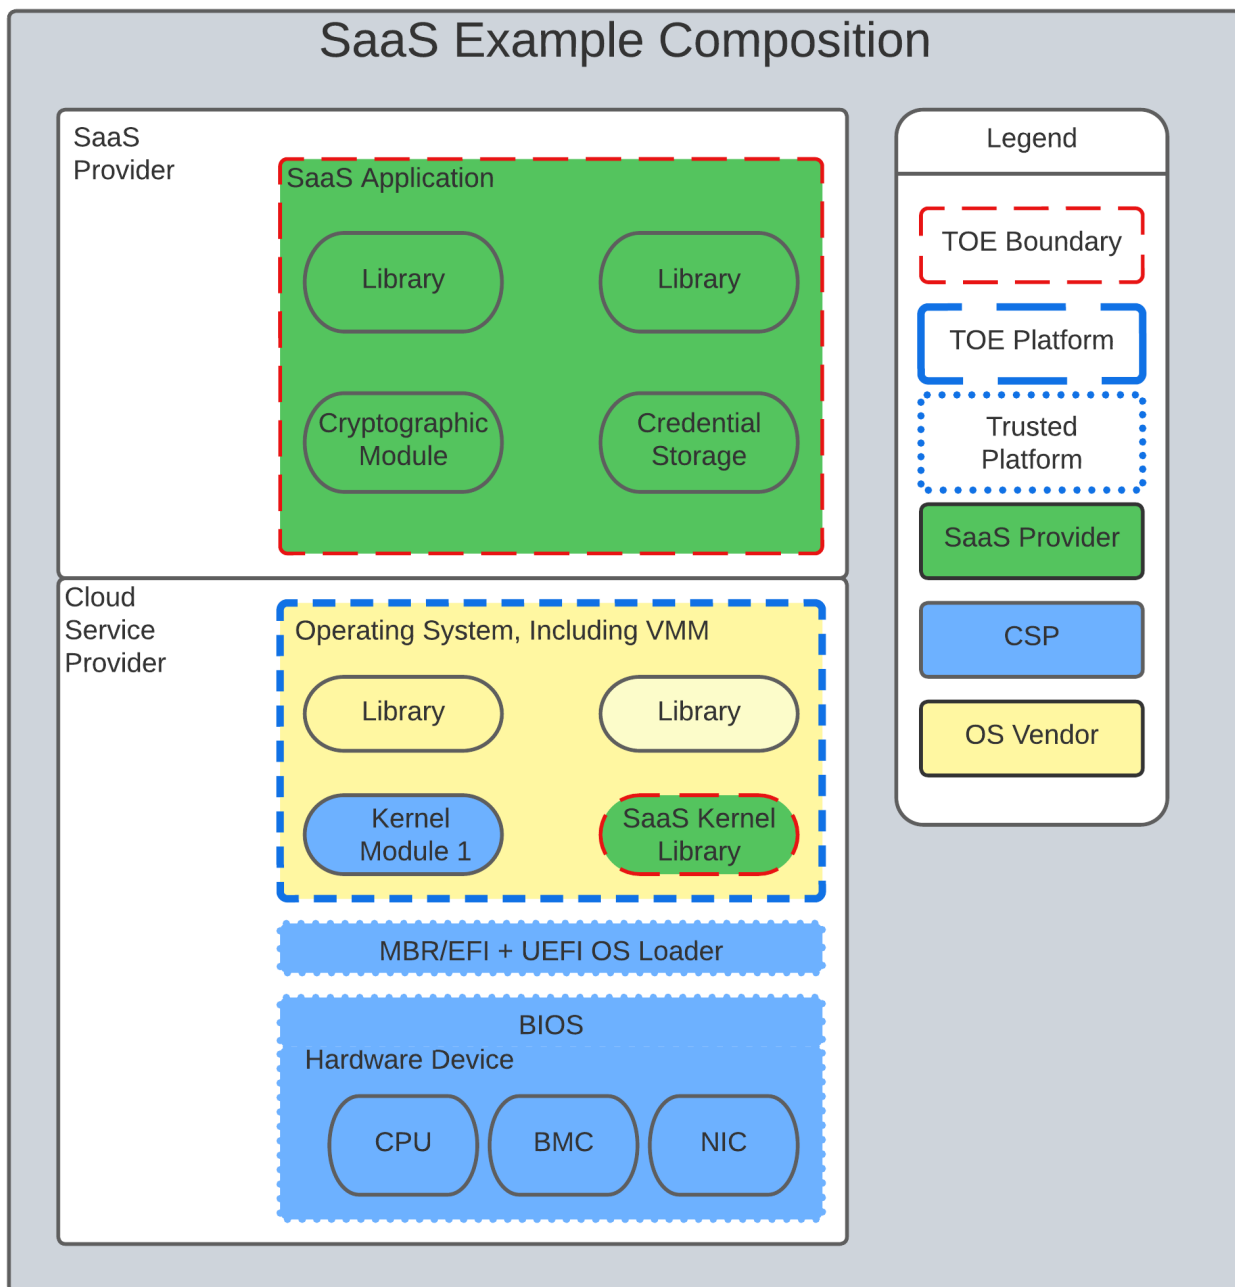 SaaS Example Composition
SaaS
Provider
SaaS Application
Library
Library
Cryptographic
Module
Credential
Storage
Cloud
Service
Provider
Operating System, Including VMM
Library
Library
Kernel
Module 1
SaaS Kernel
Library
MBR/EFI + UEFI OS Loader
BIOS
Hardware Device
CPU
BMC
NIC
Legend
TOE Boundary
TOE Platform
Trusted
Platform
SaaS Provider
CSP
OS Vendor